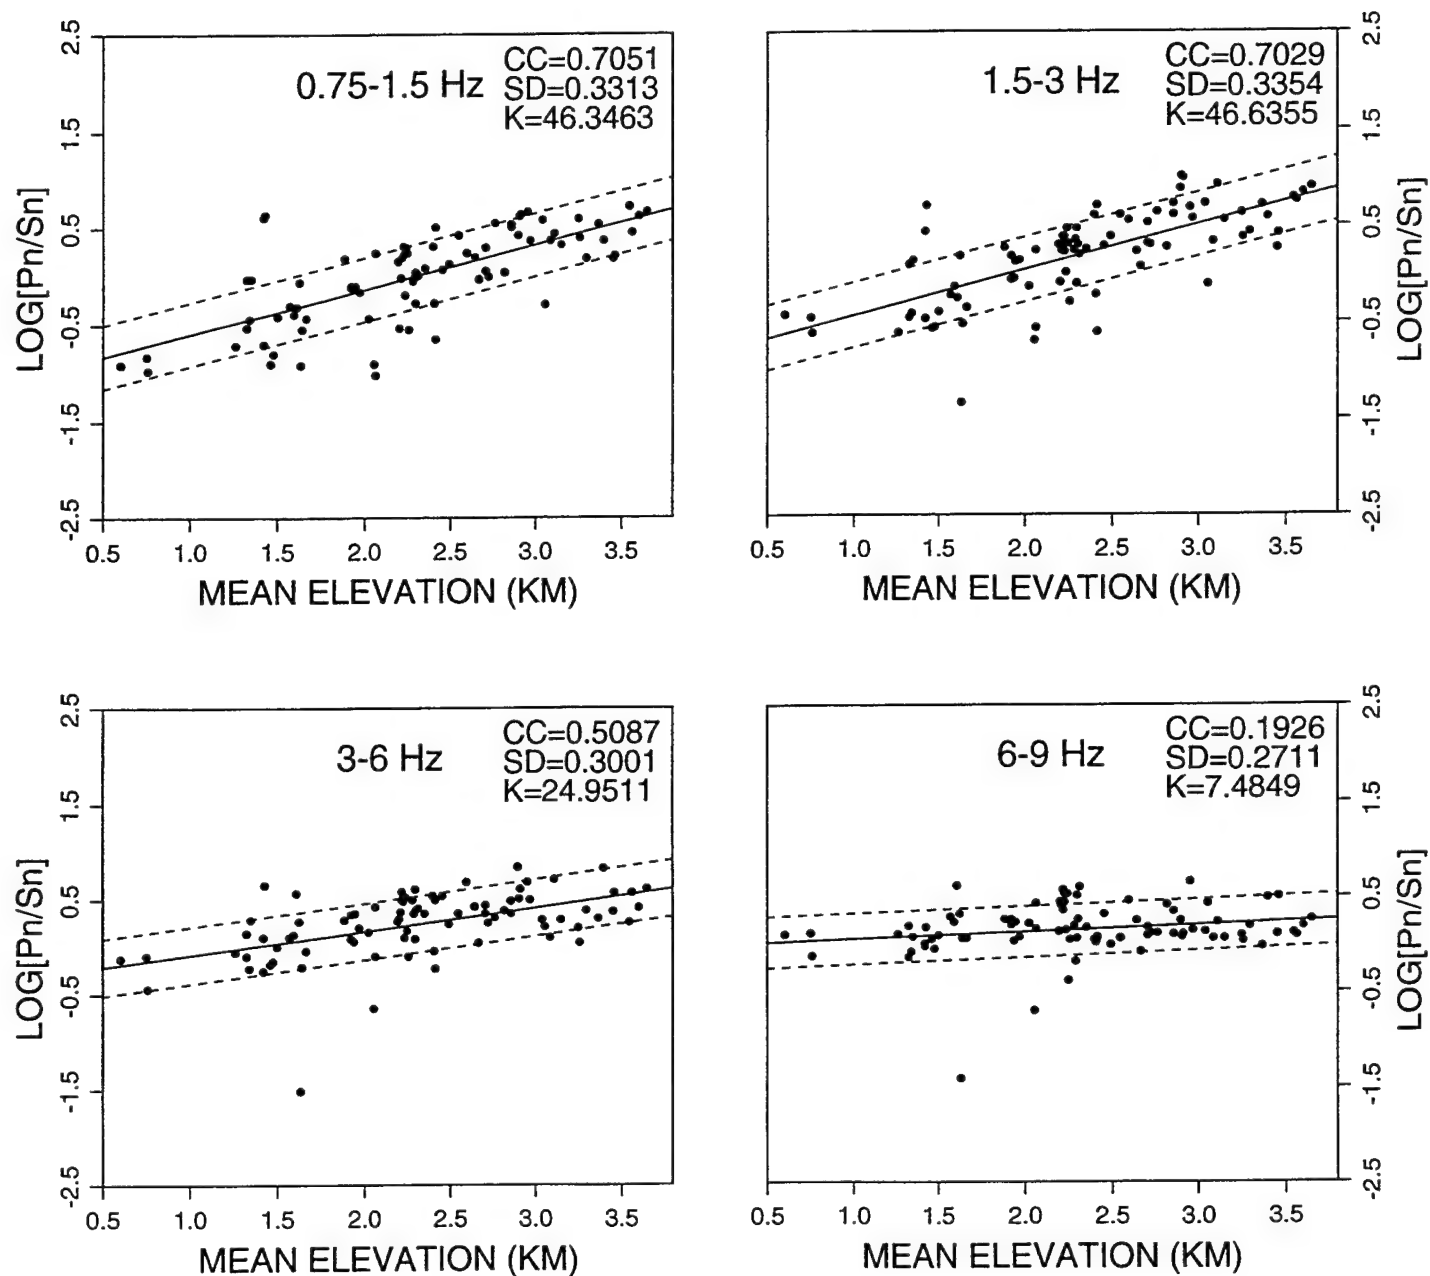 2.5
1.5
0.5
-0.5
-1.5
-2.5
LOG[Pn/Sn]
0.75-1.5 Hz
CC=0.7051
SD=0.3313
K=46.3463
0.5 1.0 1.5 2.0 2.5 3.0 3.5
MEAN ELEVATION (KM)
1.5-3 Hz
CC=0.7029
SD=0.3354
K=46.6355
2.5
1.5
0.5
-0.5
-1.5
-2.5
LOG[Pn/Sn]
0.5 1.0 1.5 2.0 2.5 3.0 3.5
MEAN ELEVATION (KM)
2.5
1.5
0.5
-0.5
-1.5
-2.5
LOG[Pn/Sn]
3-6 Hz
CC=0.5087
SD=0.3001
K=24.9511
0.5 1.0 1.5 2.0 2.5 3.0 3.5
MEAN ELEVATION (KM)
6-9 Hz
CC=0.1926
SD=0.2711
K=7.4849
2.5
1.5
0.5
-0.5
-1.5
-2.5
LOG[Pn/Sn]
0.5 1.0 1.5 2.0 2.5 3.0 3.5
MEAN ELEVATION (KM)